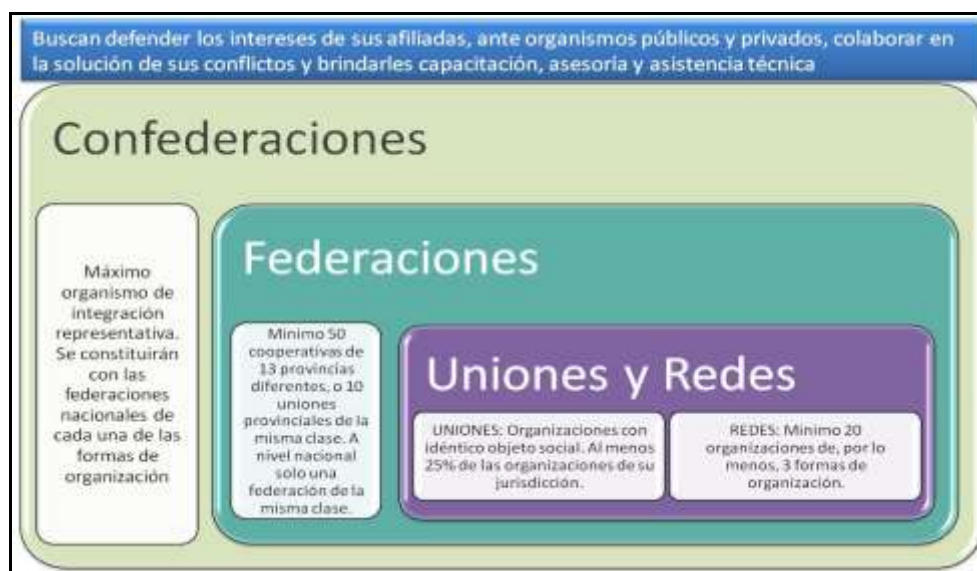 Buscan defender los intereses de sus afiliadas, ante organismos públicos y privados, colaborar en
la solución de sus conflictos y brindarles capacitación, asesoría y asistencia técnica
Confederaciones
Máximo
organismo de
integración
representativa.
Se constituirán
con las
federaciones
nacionales de
cada una de las
formas de
organización
Federaciones
Minimo 50
cooperativas de
13 provincias
diferentes, o 10
uniones
provinciales de la
misma clase. A
nivel nacional
solo una
federación de la
misma clase.
Uniones y Redes
UNIONES: Organizaciones con
idéntico objeto social. Al menos
25% de las organizaciones de su
jurisdicción.
REDES: Minimo 20
organizaciones de, por lo
menos, 3 formas de
organización.